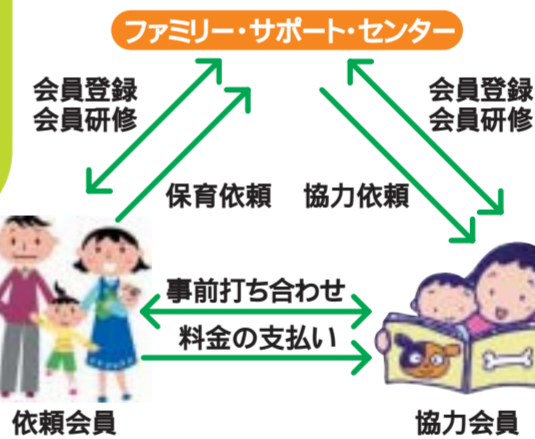 ファミリー・サポート・センター
会員登録
会員研修
会員登録
会員研修
保育依頼
協力依頼
事前打ち合わせ
料金の支払い
依頼会員
協力会員